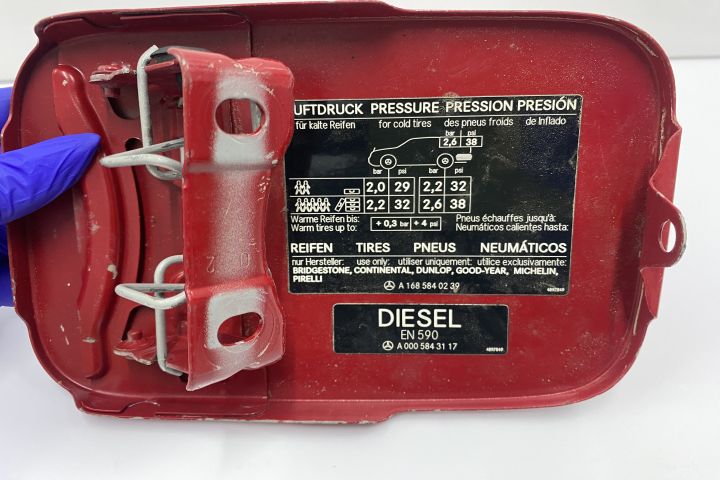 UFTDRUCK PRESSURE PRESSION PRESIÓN
für kalte Reifen for cold tires des pneus froids de Inflado
bar psi
2,6 38
bar psi bar psi
2,0 29 2,2 32
2,2 32 2,6 38
Warme Reifen bis: + 0,3 bar + 4 psi Pneus échauffes jusqu'à:
Warm tires up to: Neumáticos calientes hasta:
REIFEN TIRES PNEUS NEUMÁTICOS
nur Hersteller: use only: utiliser uniquement: utilice exclusivamente:
BRIDGESTONE, CONTINENTAL, DUNLOP, GOOD-YEAR, MICHELIN,
PIRELLI
A 168 584 02 39
DIESEL
EN 590
A 000 584 31 17